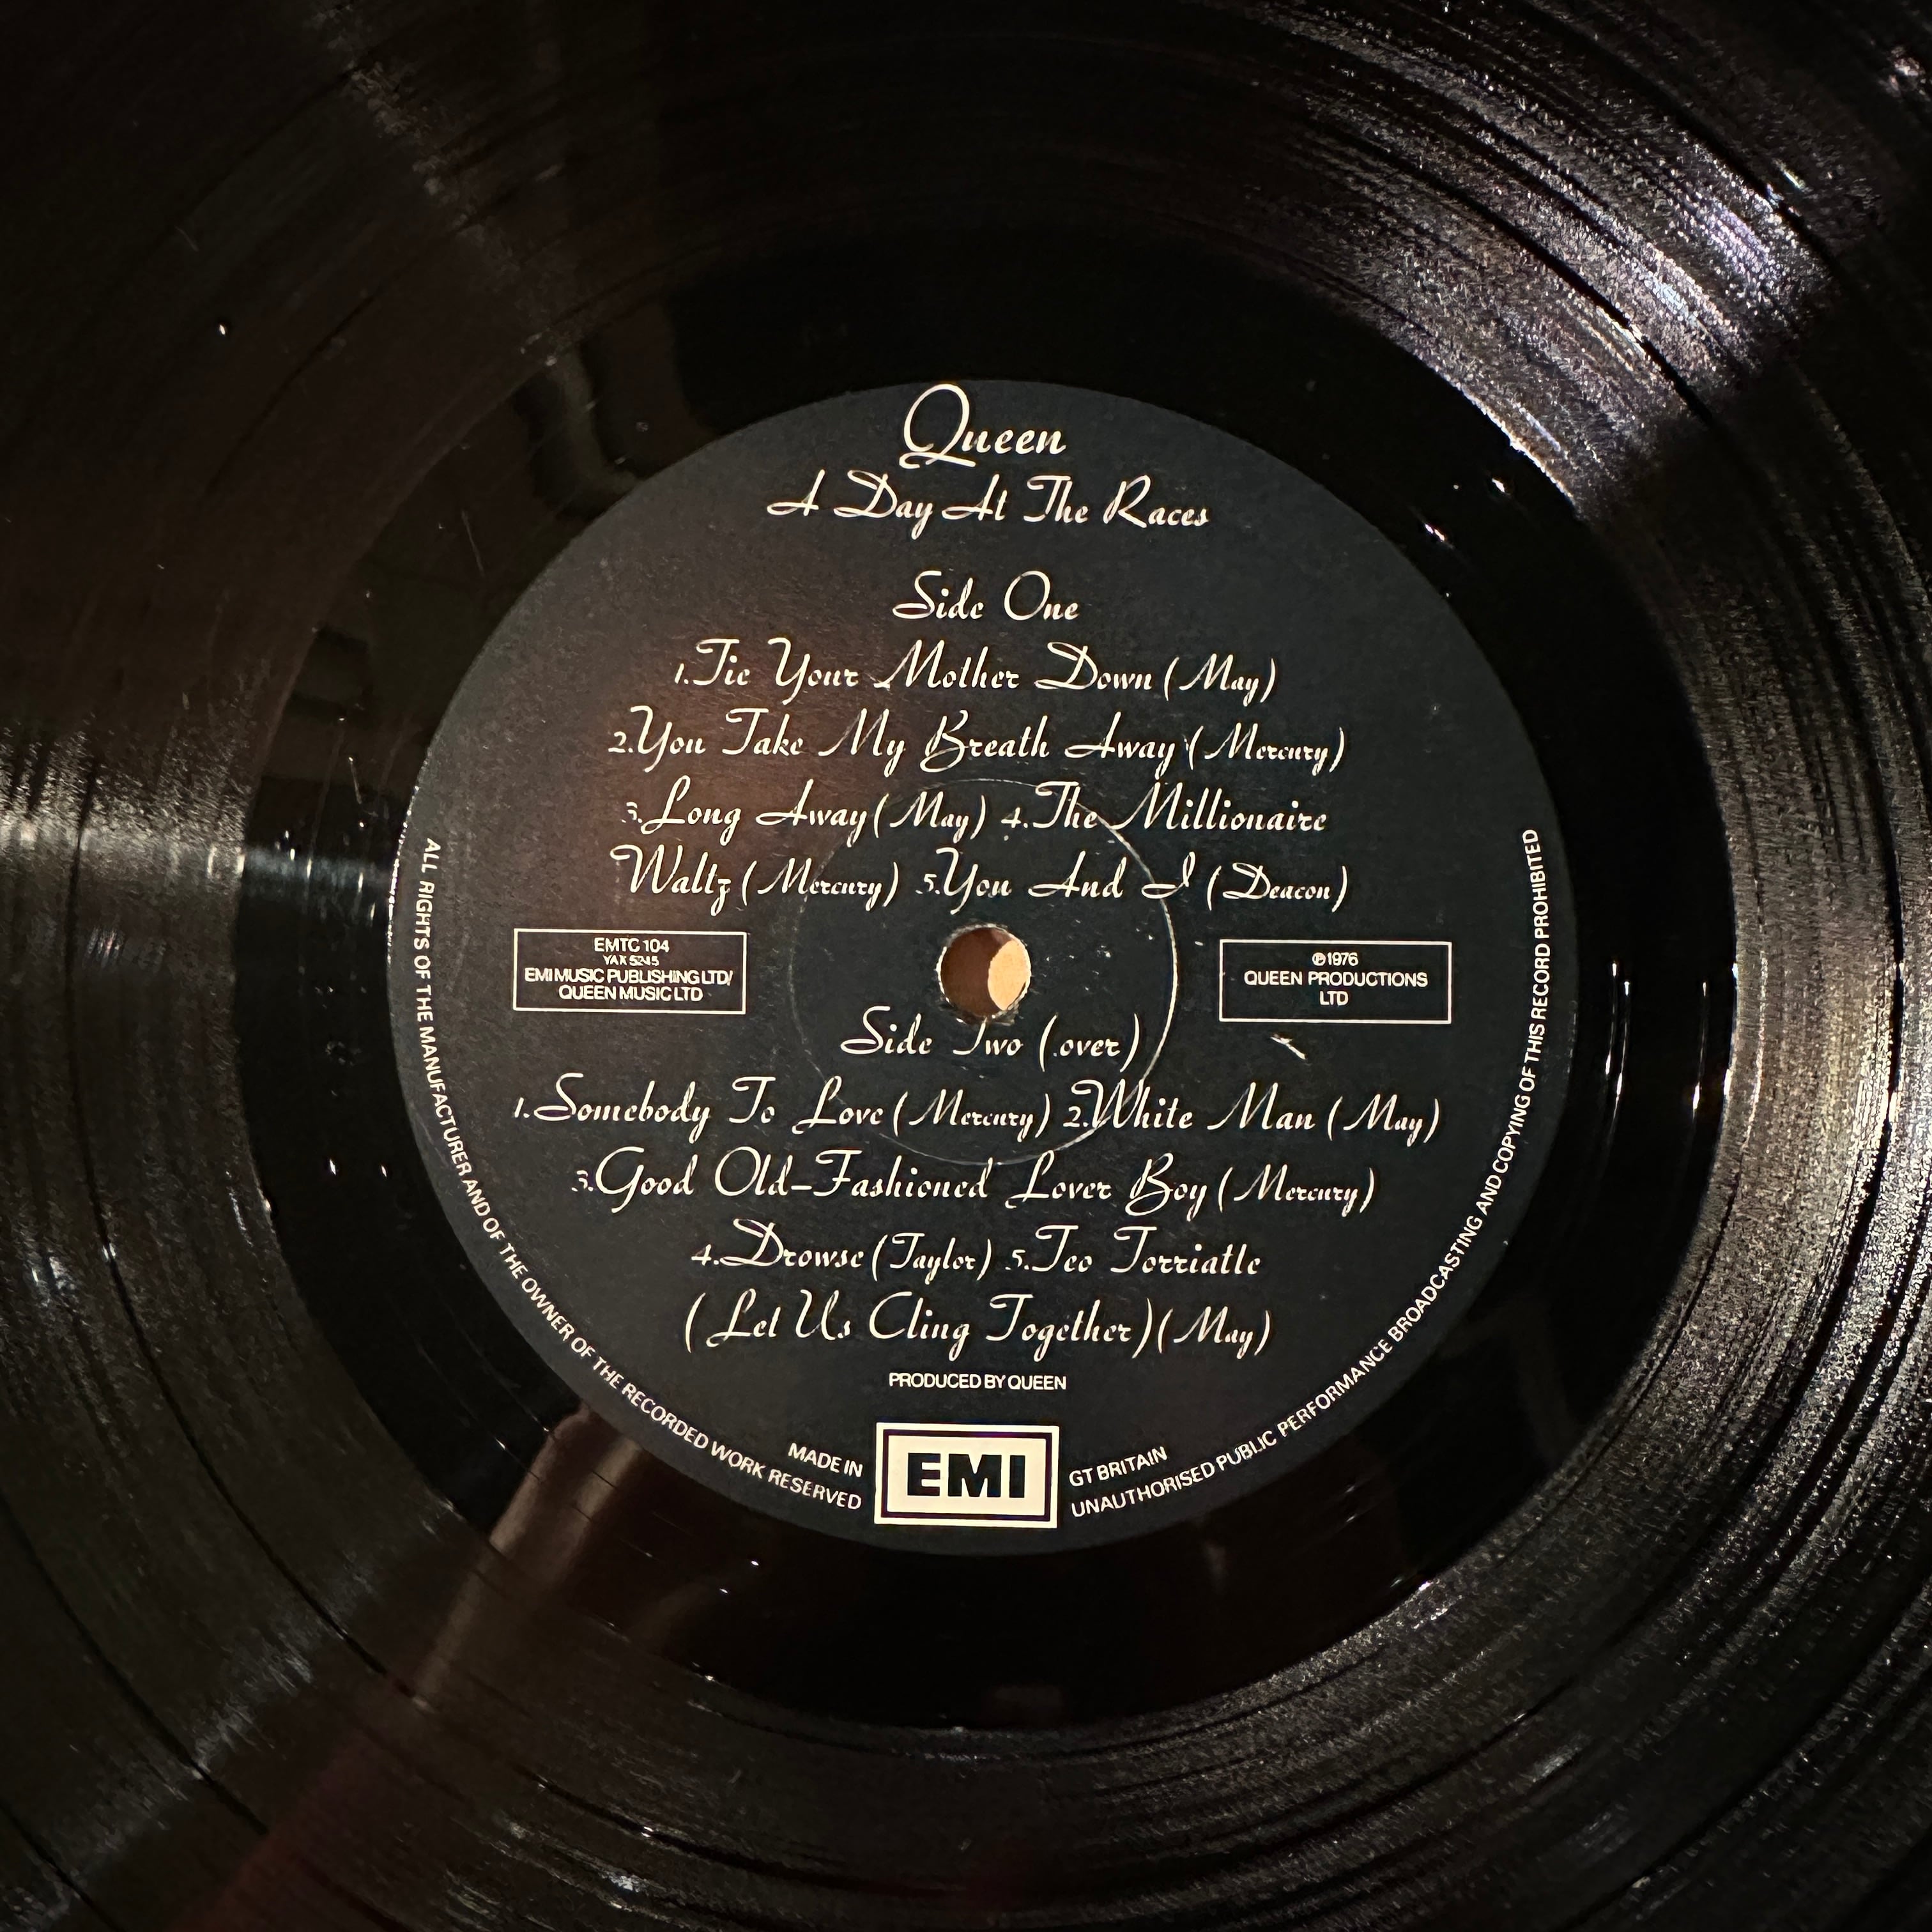 Queen
A Day At The Races
Side One
1. Tie Your Mother Down (May)
2. You Take My Breath Away (Mercury)
3. Long Away (May) 4. The Millionaire
Waltz (Mercury) 5. You And I (Deacon)
EMTC 104
YAX 5245
EMI MUSIC PUBLISHING LTD/
QUEEN MUSIC LTD
℗1976
QUEEN PRODUCTIONS
LTD
Side Two (over)
1. Somebody To Love (Mercury) 2. White Man (May)
3. Good Old-Fashioned Lover Boy (Mercury)
4. Drowse (Taylor) 5. Teo Torriatte
(Let Us Cling Together) (May)
PRODUCED BY QUEEN
MADE IN
EMI
GT BRITAIN
ALL RIGHTS OF THE MANUFACTURER AND OF THE OWNER OF THE RECORDED WORK RESERVED
UNAUTHORISED PUBLIC PERFORMANCE BROADCASTING AND COPYING OF THIS RECORD PROHIBITED